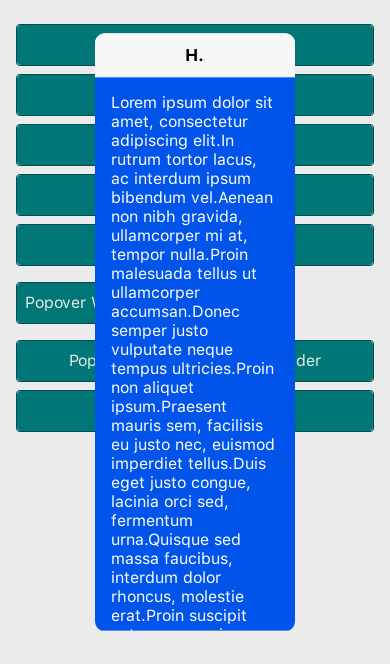 H.
Lorem ipsum dolor sit
amet, consectetur
adipiscing elit.In
rutrum tortor lacus,
ac interdum ipsum
bibendum vel.Aenean
non nibh gravida,
ullamcorper mi at,
tempor nulla.Proin
malesuada tellus ut
ullamcorper
accumsan.Donec
semper justo
vulputate neque
tempus ultricies.Proin
non aliquet
ipsum.Praesent
mauris sem, facilisis
eu justo nec, euismod
imperdiet tellus.Duis
eget justo congue,
lacinia orci sed,
fermentum
urna.Quisque sed
massa faucibus,
interdum dolor
rhoncus, molestie
erat.Proin suscipit
Popover
Pop
der